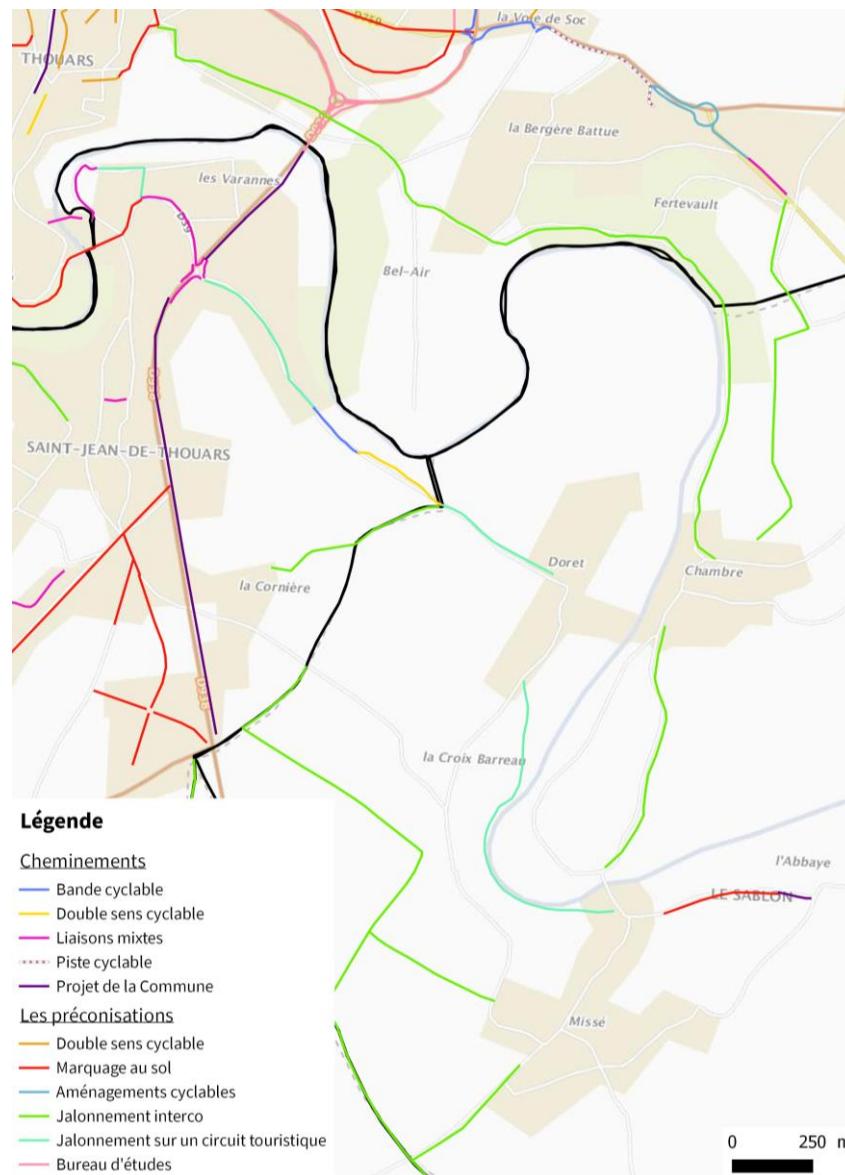 la Voie de Soc
D759
THOUARS
la Bergère Battue
les Varannes
Fertevault
D39
Bel-Air
SAINT-JEAN-DE-THOUARS
Doret
Chambre
la Cornière
D938
la Croix Barreau
l'Abbaye
LE SABLON
Missé
Légende
Cheminements
Bande cyclable
Double sens cyclable
Liaisons mixtes
Piste cyclable
Projet de la Commune
Les préconisations
Double sens cyclable
Marquage au sol
Aménagements cyclables
Jalonnement interco
Jalonnement sur un circuit touristique
Bureau d'études
0 250 m